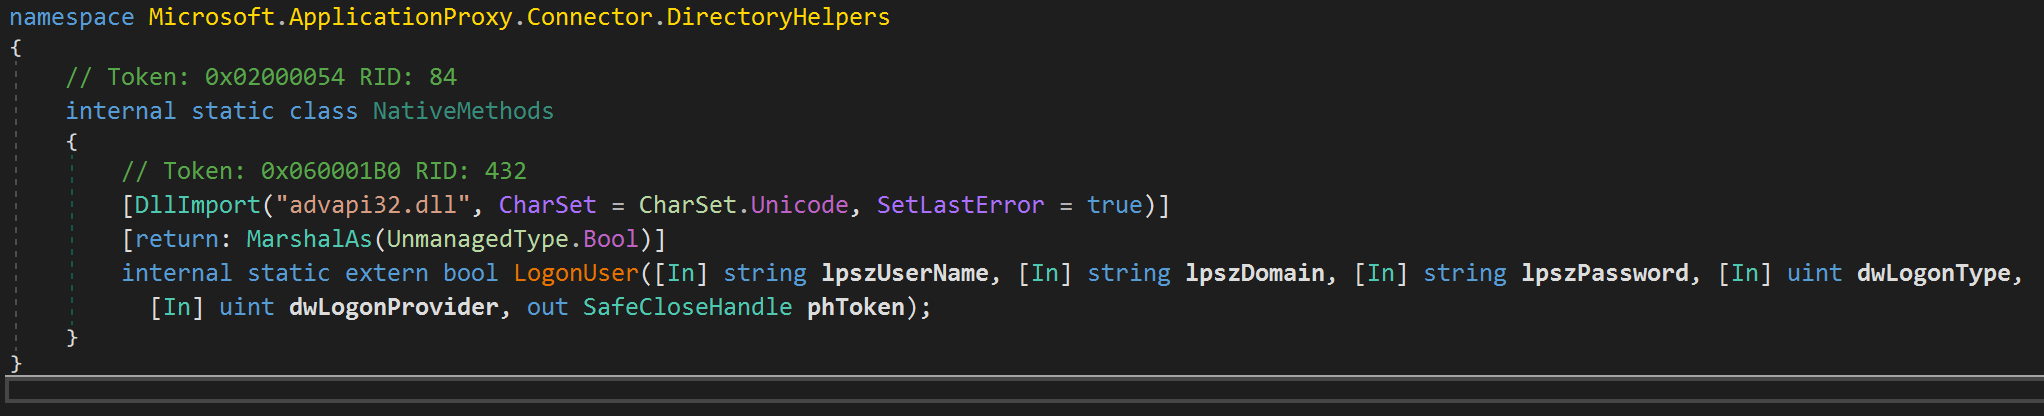 namespace Microsoft.ApplicationProxy.Connector.DirectoryHelpers
{
// Token: 0x02000054 RID: 84
internal static class NativeMethods
{
// Token: 0x060001B0 RID: 432
[DllImport("advapi32.dll", CharSet = CharSet.Unicode, SetLastError = true)]
[return: MarshalAs(UnmanagedType.Bool)]
internal static extern bool LogonUser([In] string lpszUserName, [In] string lpszDomain, [In] string lpszPassword, [In] uint dwLogonType,
[In] uint dwLogonProvider, out SafeCloseHandle phToken);
}
}